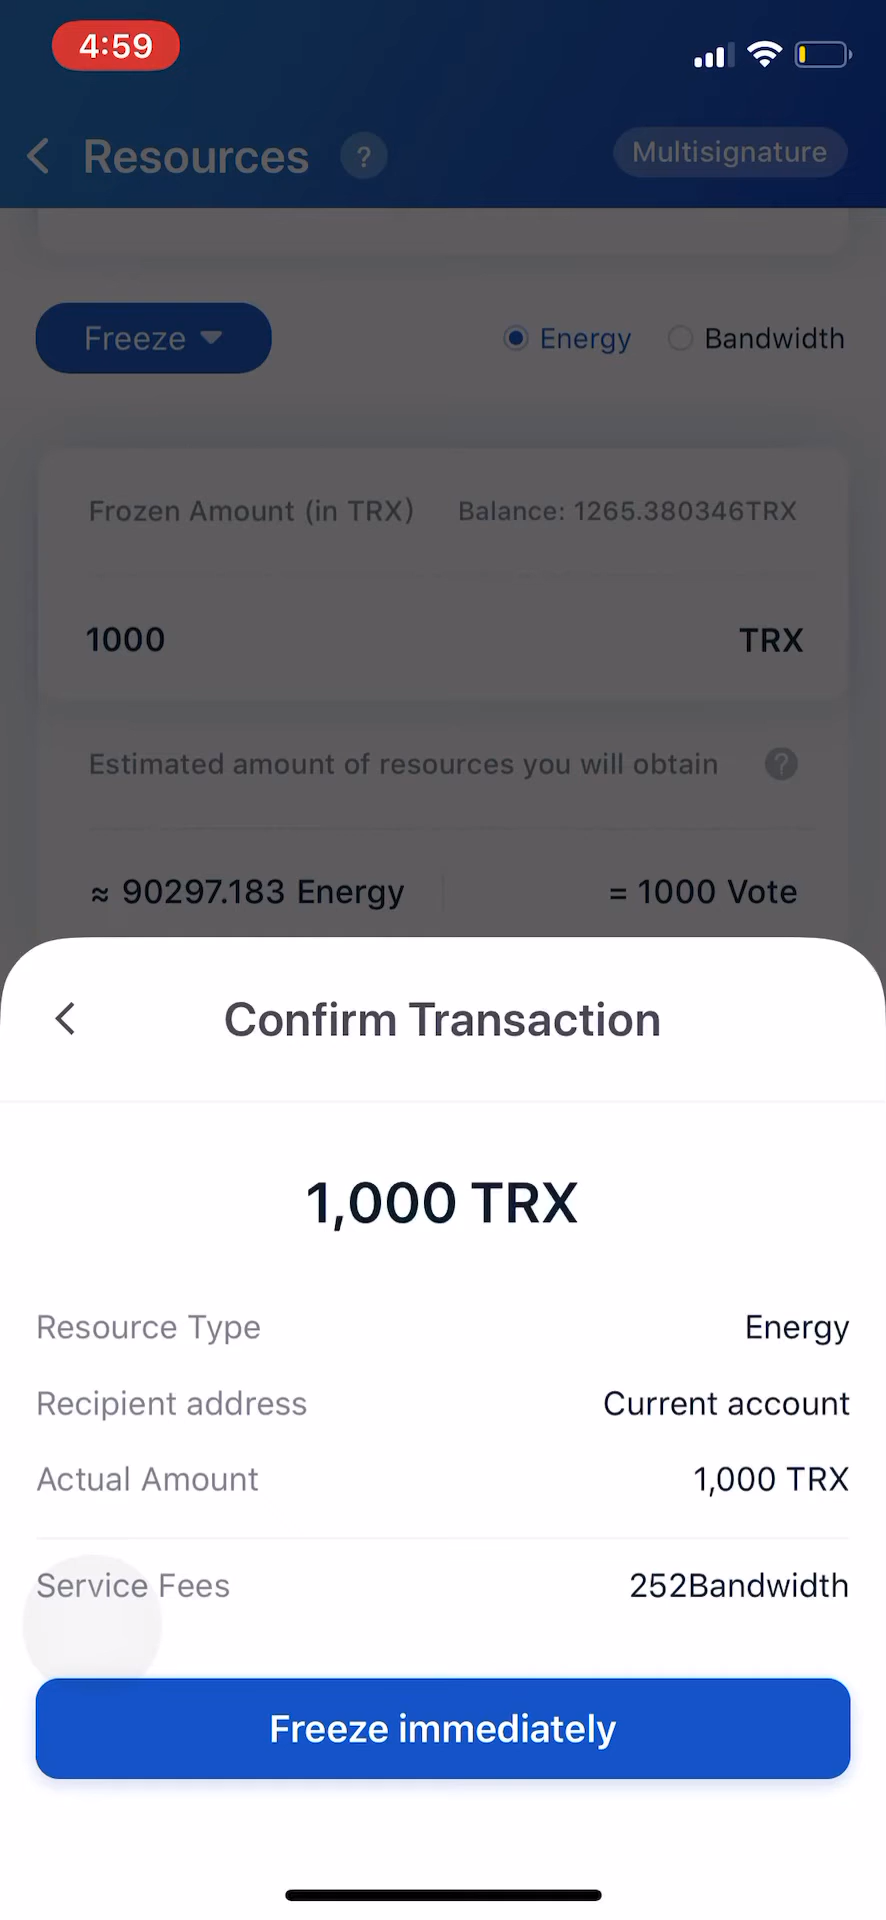 4:59
Resources ? Multisignature
Freeze Energy Bandwidth
Frozen Amount (in TRX) Balance: 1265.380346TRX
1000 TRX
Estimated amount of resources you will obtain ?
≈ 90297.183 Energy = 1000 Vote
Confirm Transaction
1,000 TRX
Resource Type Energy
Recipient address Current account
Actual Amount 1,000 TRX
Service Fees 252Bandwidth
Freeze immediately